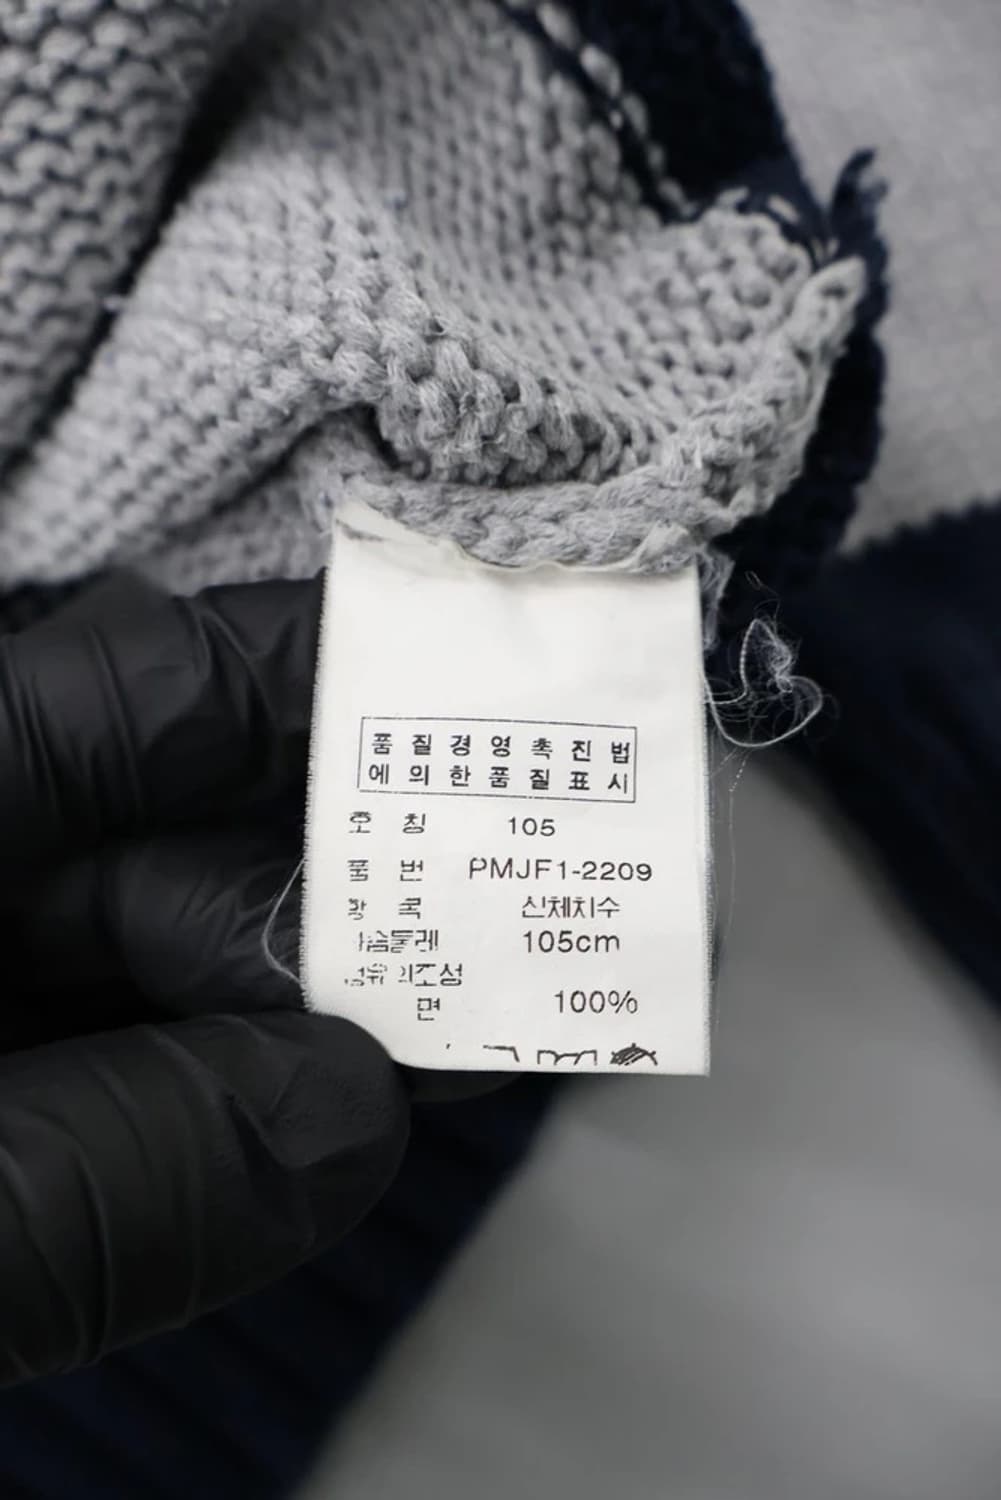 품질경영촉진법
에의한품질표시
호 칭 105
품 번 PMJF1-2209
항 목 신체치수
가슴둘레 105cm
섬유의조성
면 100%